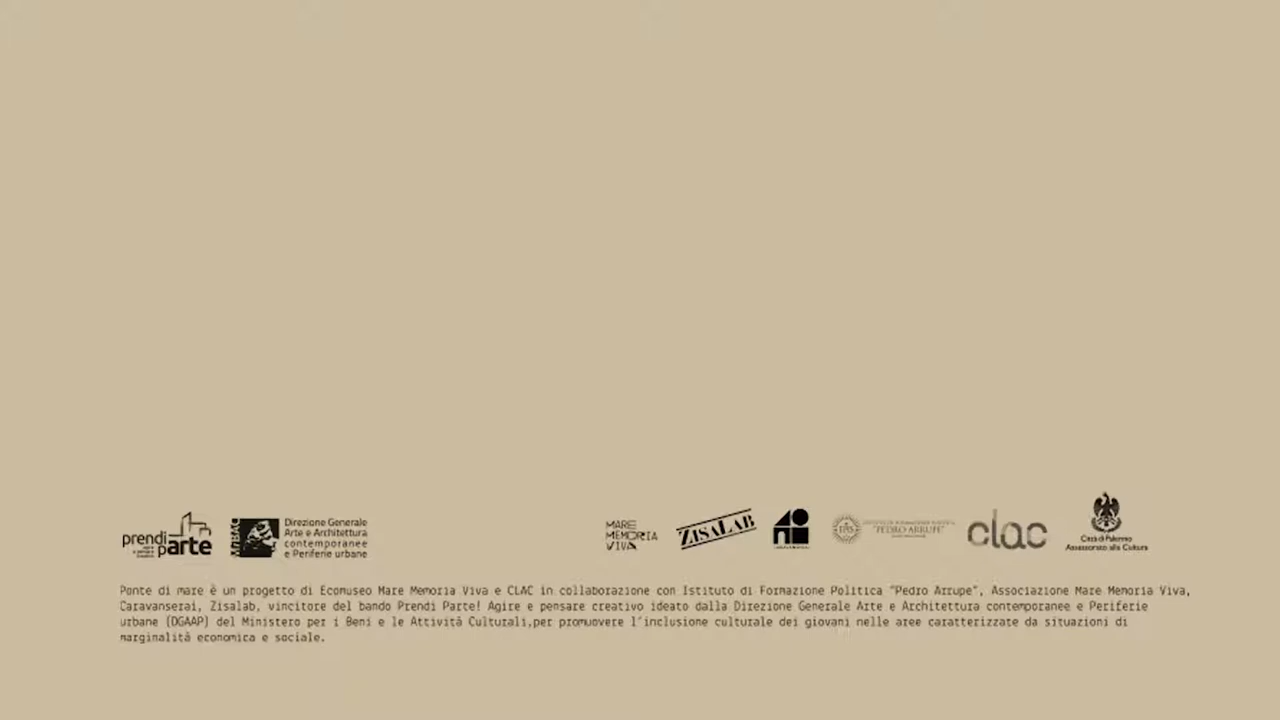 prendi
parte
MiBAC
Direzione Generale
Arte e Architettura
contemporanee
e Periferie urbane
MARE
MEMORIA
VIVA
ZISALAB
"PEDRO ARRUPE"
clac
Città di Palermo
Assessorato alla Cultura
Ponte di mare è un progetto di Ecomuseo Mare Memoria Viva e CLAC in collaborazione con Istituto di Formazione Politica "Pedro Arrupe", Associazione Mare Memoria Viva,
Caravanserai, Zisalab, vincitore del bando Prendi Parte! Agire e pensare creativo ideato dalla Direzione Generale Arte e Architettura contemporanee e Periferie
urbane (DGAAP) del Ministero per i Beni e le Attività Culturali,per promuovere l'inclusione culturale dei giovani nelle aree caratterizzate da situazioni di
marginalità economica e sociale.